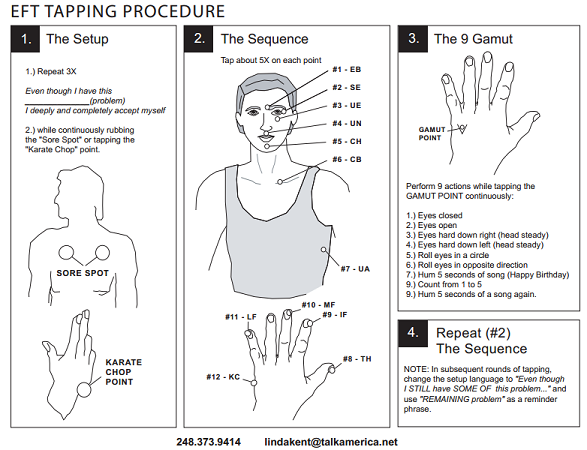 EFT TAPPING PROCEDURE
1. The Setup
1.) Repeat 3X
Even though I have this
_______________(problem)
I deeply and completely accept myself
2.) while continuously rubbing
the "Sore Spot" or tapping the
"Karate Chop" point.
SORE SPOT
KARATE
CHOP
POINT
2. The Sequence
Tap about 5X on each point
#1 - EB
#2 - SE
#3 - UE
#4 - UN
#5 - CH
#6 - CB
#7 - UA
#10 - MF
#11 - LF
#9 - IF
#8 - TH
#12 - KC
3. The 9 Gamut
GAMUT
POINT
Perform 9 actions while tapping the
GAMUT POINT continuously:
1.) Eyes closed
2.) Eyes open
3.) Eyes hard down right (head steady)
4.) Eyes hard down left (head steady)
5.) Roll eyes in a circle
6.) Roll eyes in opposite direction
7.) Hum 5 seconds of song (Happy Birthday)
9.) Count from 1 to 5
9.) Hum 5 seconds of a song again.
4. Repeat (#2)
The Sequence
NOTE: In subsequent rounds of tapping,
change the setup language to "Even though
I STILL have SOME OF this problem..." and
use "REMAINING problem" as a reminder
phrase.
248.373.9414 lindakent@talkamerica.net